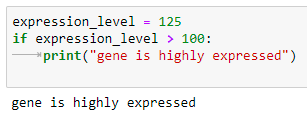 expression_level = 125
if expression_level > 100:
    print("gene is highly expressed")
gene is highly expressed